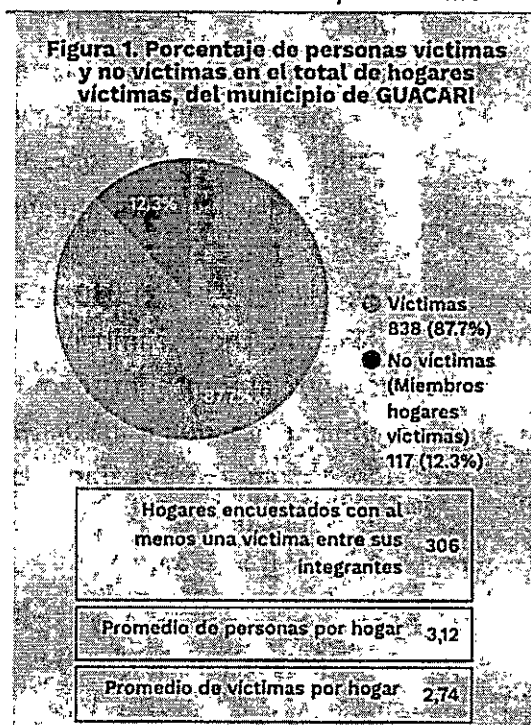 Figura 1. Porcentaje de personas víctimas
y no víctimas en el total de hogares
víctimas, del municipio de GUACARI
12.3%
87.7%
Víctimas
838 (87.7%)
No víctimas
(Miembros
hogares
víctimas)
117 (12.3%)
Hogares encuestados con al
menos una víctima entre sus
integrantes
306
Promedio de personas por hogar 3,12
Promedio de víctimas por hogar 2,74